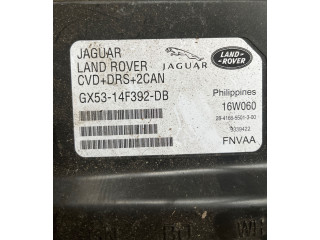 JAGUAR
LAND ROVER
CVD+DRS+2CAN
JAGUAR
LAND-ROVER
GX53-14F392-DB
Philippines
16W060
FNVAA